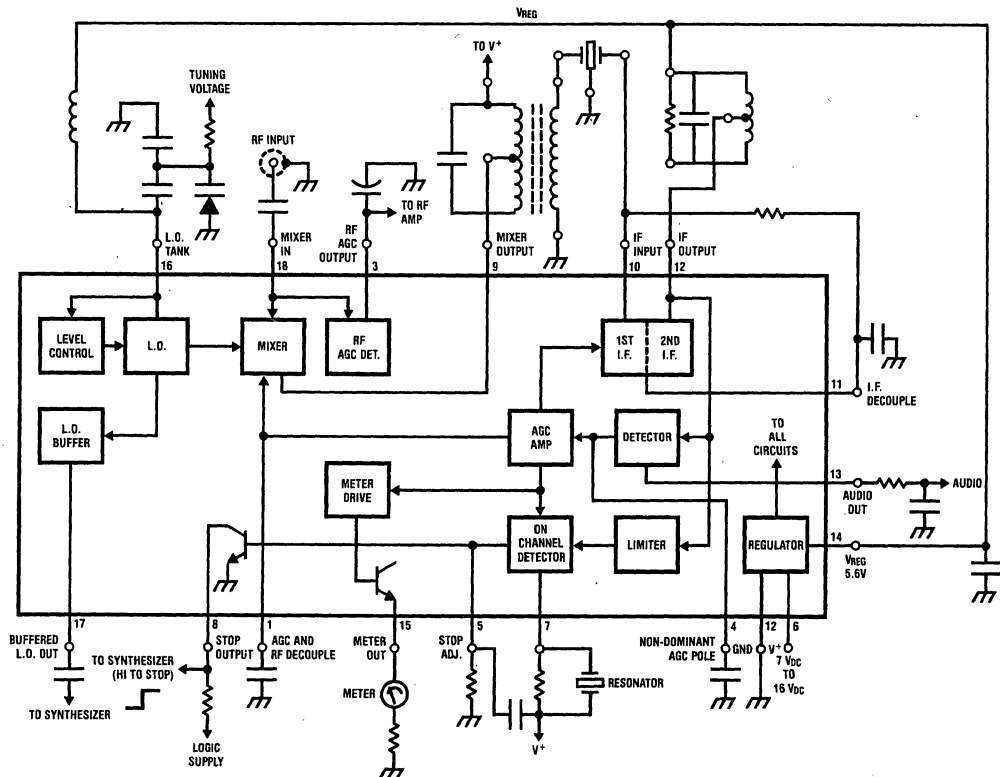 VREG
TO V+
TUNING
VOLTAGE
RF INPUT
TO RF
AMP
L.O.
TANK
16
MIXER
IN
18
RF
AGC
OUTPUT
3
MIXER
OUTPUT
9
IF
INPUT
10
IF
OUTPUT
12
LEVEL
CONTROL
L.O.
MIXER
RF
AGC DET.
1ST
I.F.
2ND
I.F.
11
I.F.
DECOUPLE
L.O.
BUFFER
AGC
AMP
DETECTOR
TO
ALL
CIRCUITS
13
AUDIO
OUT
AUDIO
METER
DRIVE
ON
CHANNEL
DETECTOR
LIMITER
REGULATOR
14
VREG
5.6V
17
8
1
15
5
7
4
12
6
BUFFERED
L.O. OUT
STOP
OUTPUT
AGC AND
RF DECOUPLE
METER
OUT
STOP
ADJ.
NON-DOMINANT
AGC POLE
GND
V+
7 VDC
TO
16 VDC
TO SYNTHESIZER
(HI TO STOP)
METER
RESONATOR
TO SYNTHESIZER
LOGIC
SUPPLY
V+